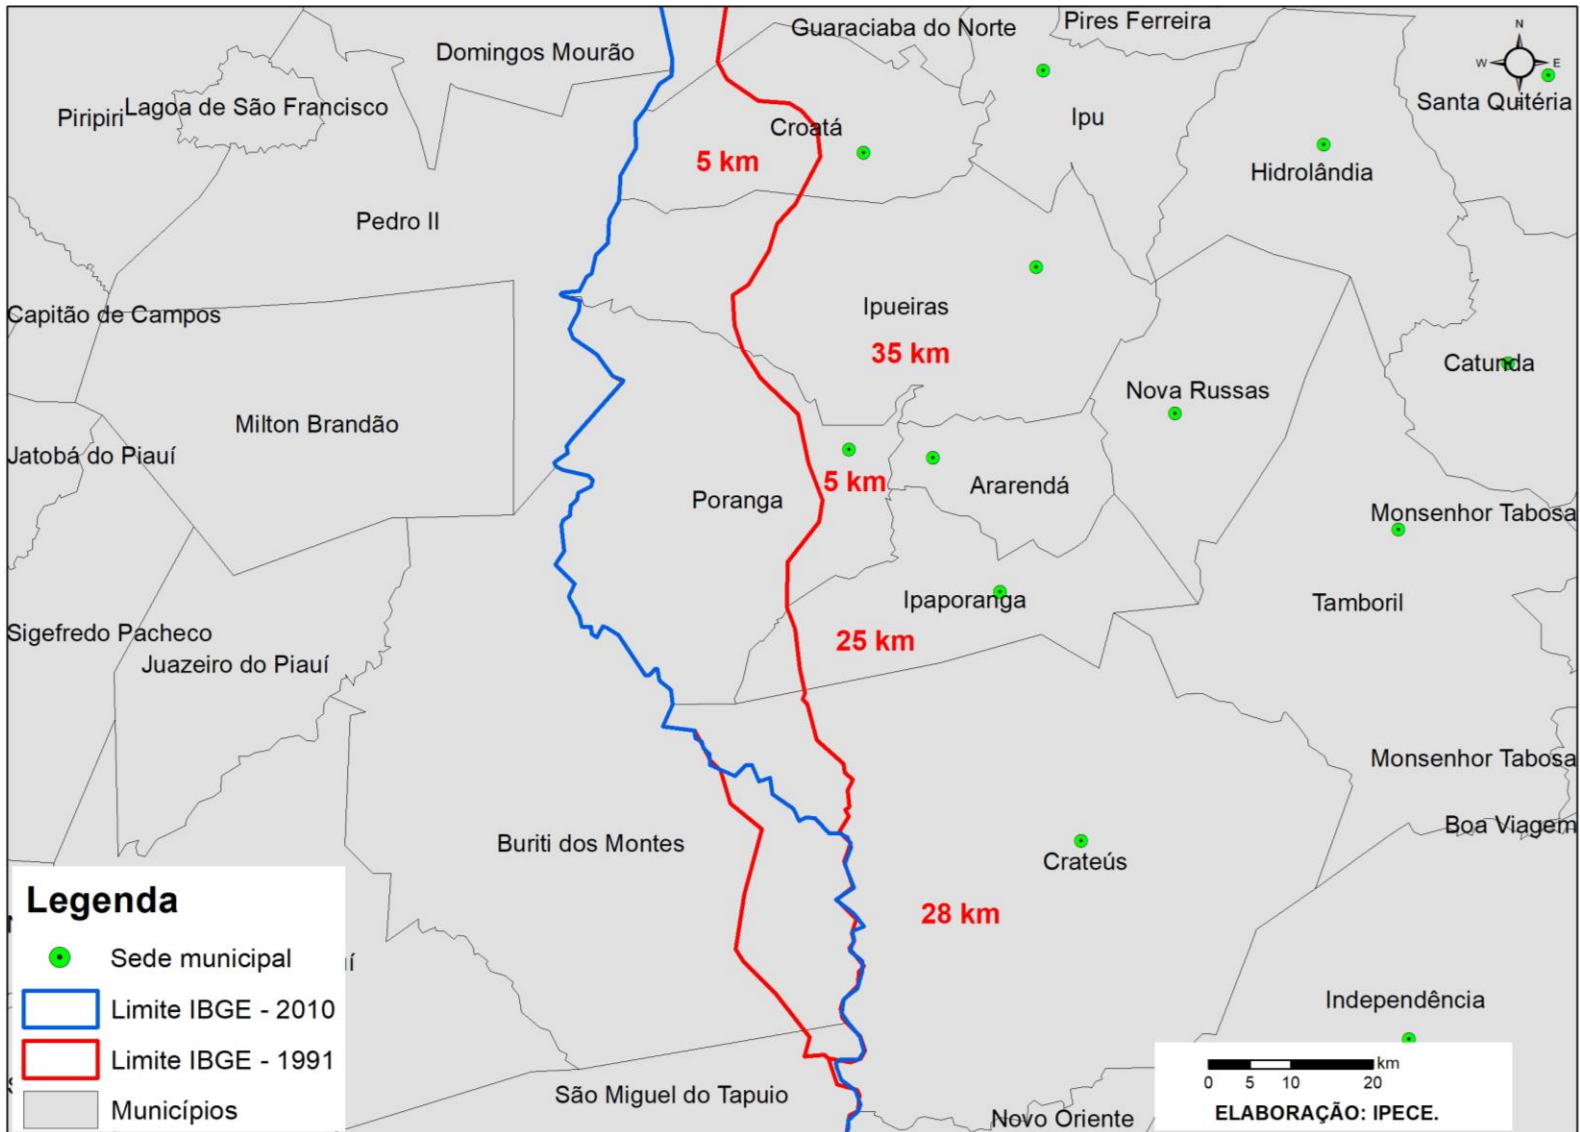 Guaraciaba do Norte
Pires Ferreira
N
Domingos Mourão
W
E
Santa Quitéria
Piripiri
Lagoa de São Francisco
Croatá
Ipu
5 km
Hidrolândia
Pedro II
Capitão de Campos
Ipueiras
35 km
Catunda
Nova Russas
Milton Brandão
Jatobá do Piauí
5 km
Ararendá
Poranga
Monsenhor Tabosa
Ipaporanga
Tamboril
Sigefredo Pacheco
25 km
Juazeiro do Piauí
Monsenhor Tabosa
Boa Viagem
Buriti dos Montes
Crateús
28 km
Independência
São Miguel do Tapuio
Novo Oriente
Legenda
Sede municipal
uí
Limite IBGE - 2010
Limite IBGE - 1991
Municípios
km
0 5 10 20
ELABORAÇÃO: IPECE.